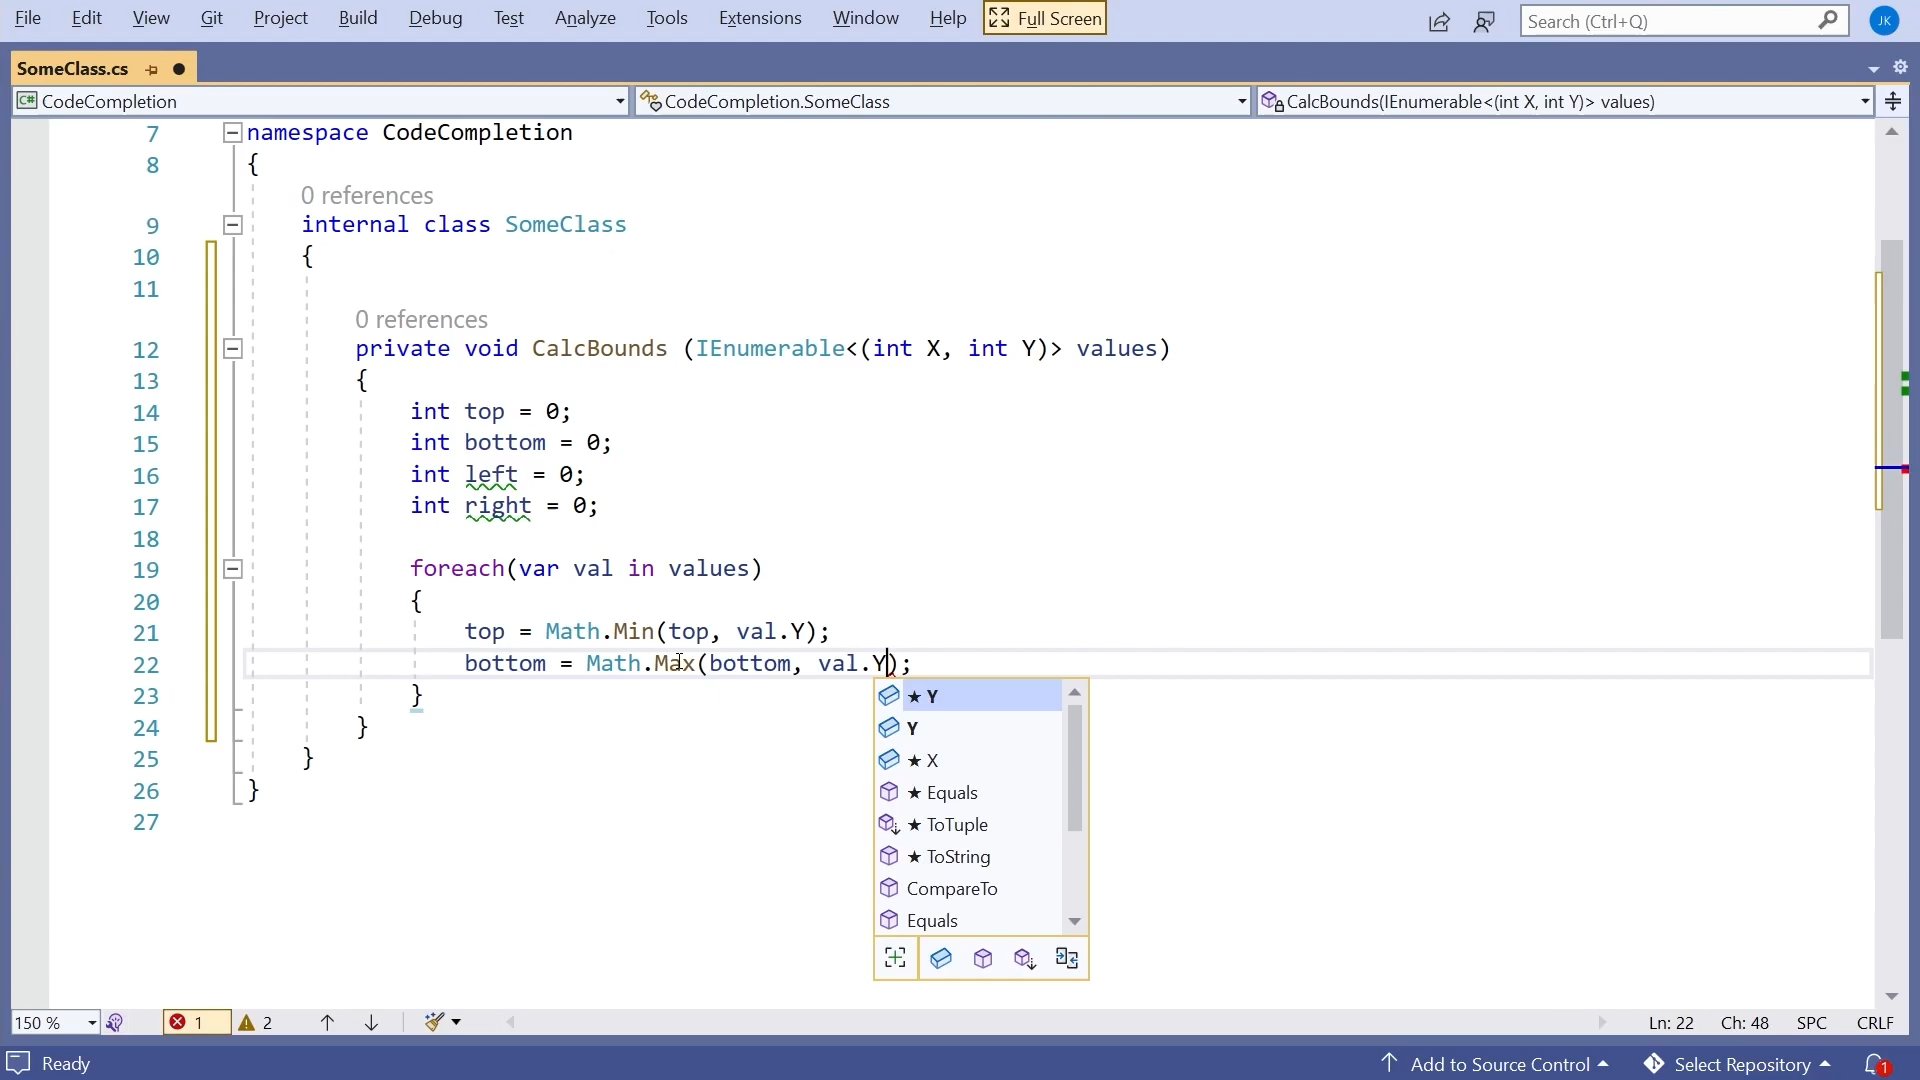 File Edit View Git Project Build Debug Test Analyze Tools Extensions Window Help Full Screen Search (Ctrl+Q) JK
SomeClass.cs
C# CodeCompletion CodeCompletion.SomeClass CalcBounds(IEnumerable<(int X, int Y)> values)
7 namespace CodeCompletion
8 {
0 references
9 internal class SomeClass
10 {
11
0 references
12 private void CalcBounds (IEnumerable<(int X, int Y)> values)
13 {
14 int top = 0;
15 int bottom = 0;
16 int left = 0;
17 int right = 0;
18
19 foreach(var val in values)
20 {
21 top = Math.Min(top, val.Y);
22 bottom = Math.Max(bottom, val.Y);
23 }
24 }
25 }
26 }
27
★ Y
Y
★ X
★ Equals
★ ToTuple
★ ToString
CompareTo
Equals
150 % 1 2 Ln: 22 Ch: 48 SPC CRLF
Ready Add to Source Control Select Repository 1